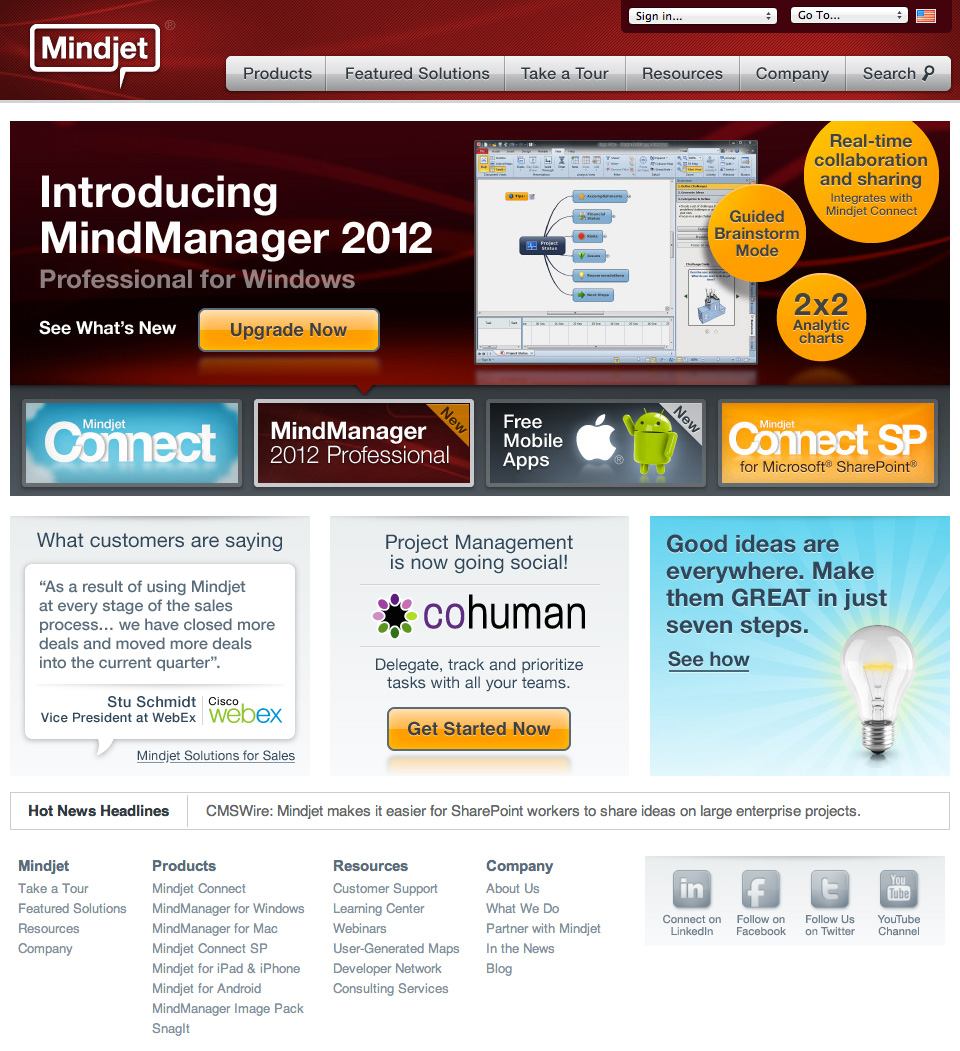 Sign in...
Go To...
Mindjet®
Products
Featured Solutions
Take a Tour
Resources
Company
Search
Introducing
MindManager 2012
Professional for Windows
See What's New
Upgrade Now
Project
Status
Real-time
collaboration
and sharing
Integrates with
Mindjet Connect
Guided
Brainstorm
Mode
2x2
Analytic
charts
Mindjet
Connect
MindManager
2012 Professional
New
Free
Mobile
Apps
®
New
Mindjet
Connect SP
for Microsoft® SharePoint®
What customers are saying
“As a result of using Mindjet
at every stage of the sales
process… we have closed more
deals and moved more deals
into the current quarter”.
Stu Schmidt
Vice President at WebEx
Cisco
webex
Mindjet Solutions for Sales
Project Management
is now going social!
cohuman
Delegate, track and prioritize
tasks with all your teams.
Get Started Now
Good ideas are
everywhere. Make
them GREAT in just
seven steps.
See how
Hot News Headlines
CMSWire: Mindjet makes it easier for SharePoint workers to share ideas on large enterprise projects.
Mindjet
Take a Tour
Featured Solutions
Resources
Company
Products
Mindjet Connect
MindManager for Windows
MindManager for Mac
Mindjet Connect SP
Mindjet for iPad & iPhone
Mindjet for Android
MindManager Image Pack
SnagIt
Resources
Customer Support
Learning Center
Webinars
User-Generated Maps
Developer Network
Consulting Services
Company
About Us
What We Do
Partner with Mindjet
In the News
Blog
in
Connect on
LinkedIn
f
Follow on
Facebook
t
Follow Us
on Twitter
You
Tube
YouTube
Channel